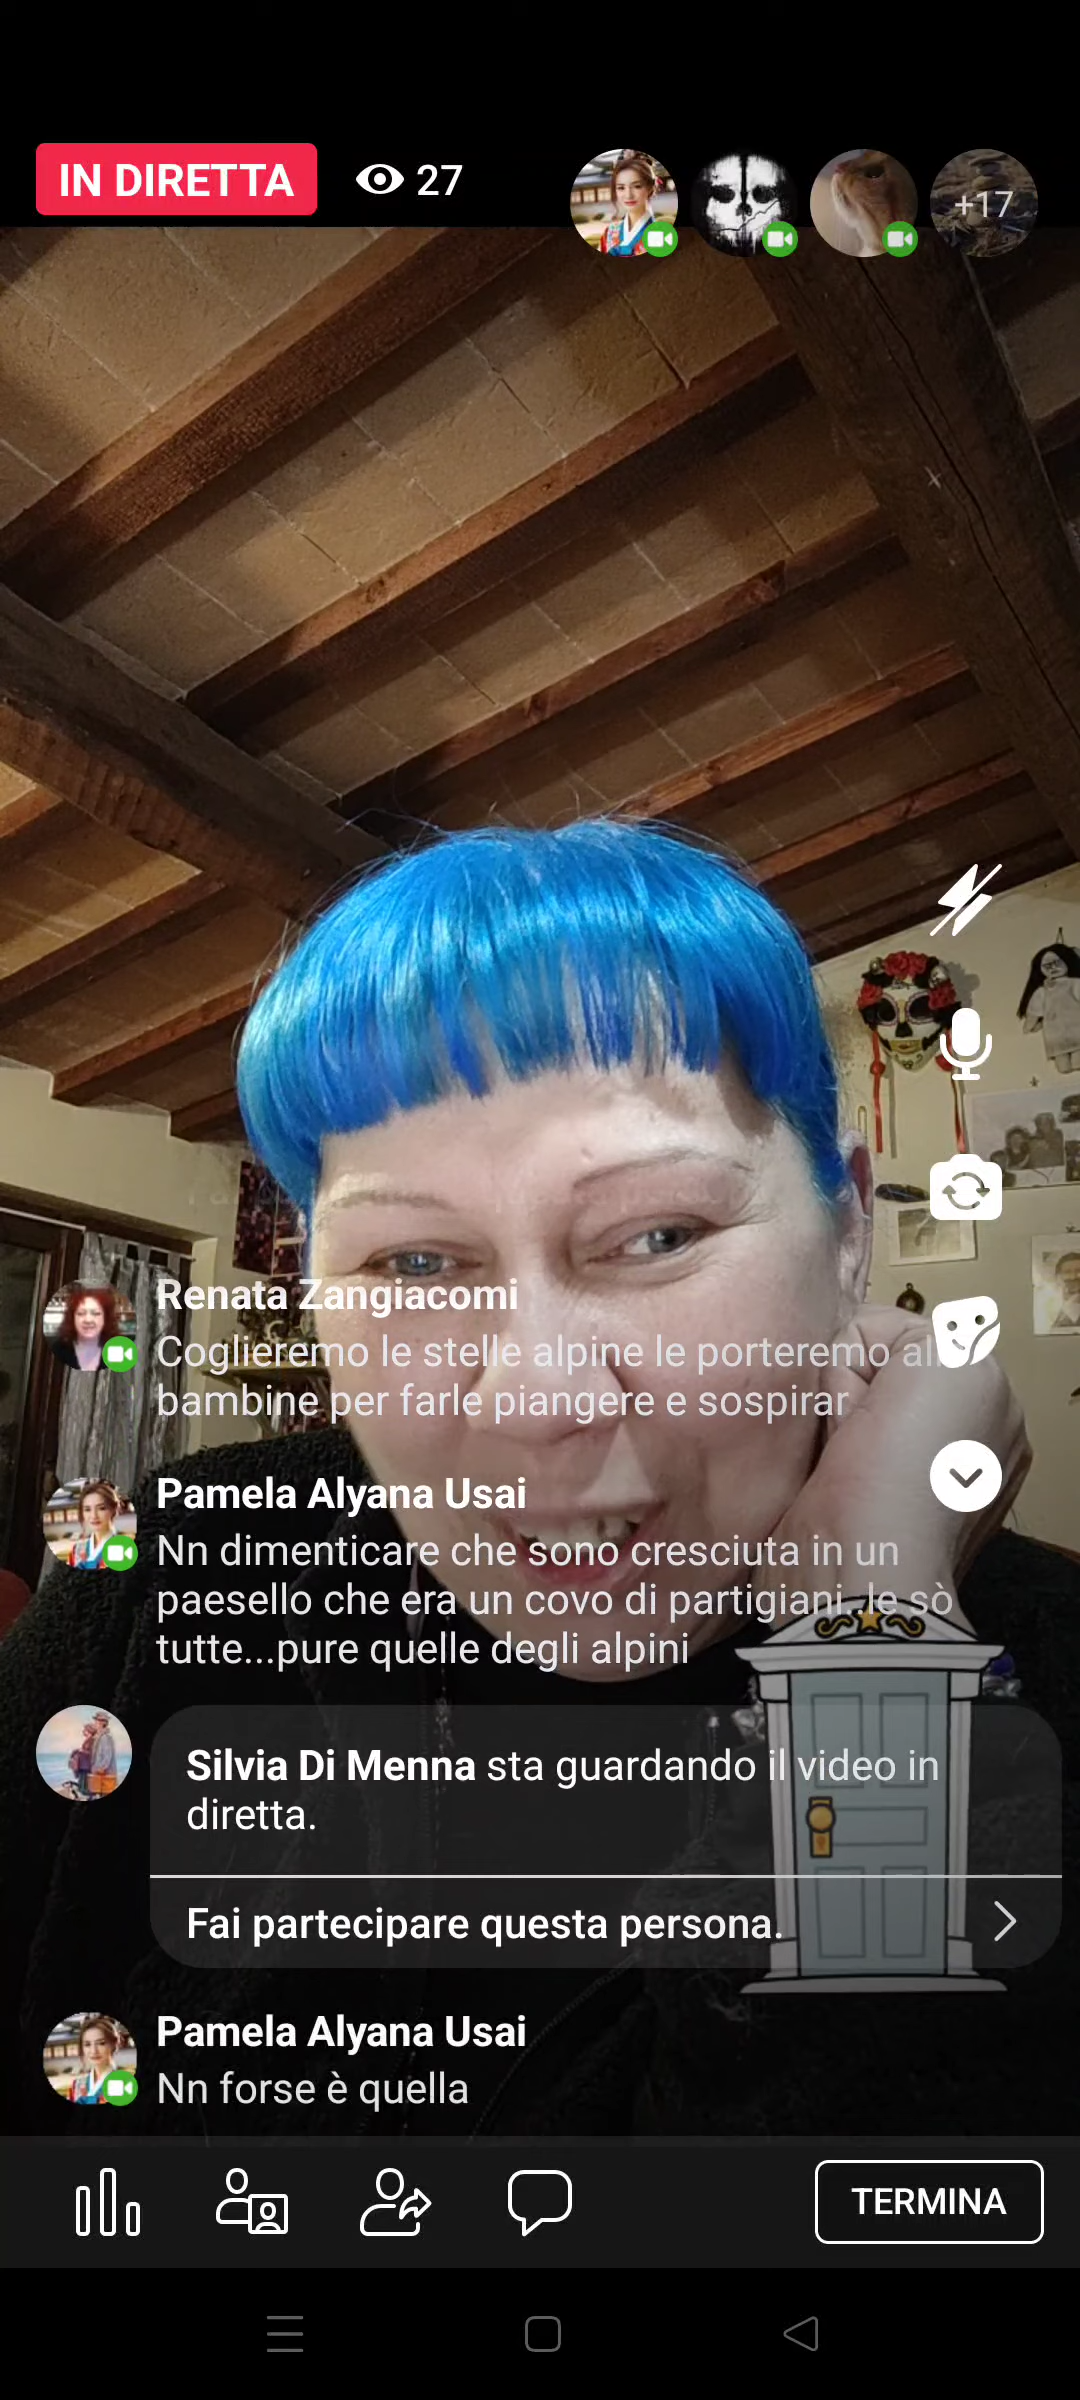 IN DIRETTA
27
+17
Renata Zangiacomi
Coglieremo le stelle alpine le porteremo
bambine per farle piangere e sospirar
Pamela Alyana Usai
Nn dimenticare che sono cresciuta in un
paesello che era un covo di partigiani..le sò
tutte...pure quelle degli alpini
Silvia Di Menna sta guardando il video in
diretta.
Fai partecipare questa persona.
Pamela Alyana Usai
Nn forse è quella
TERMINA